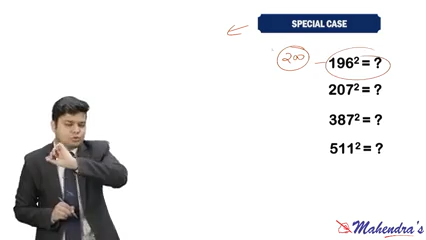 SPECIAL CASE
200
196² = ?
207² = ?
387² = ?
511² = ?
Mahendra's